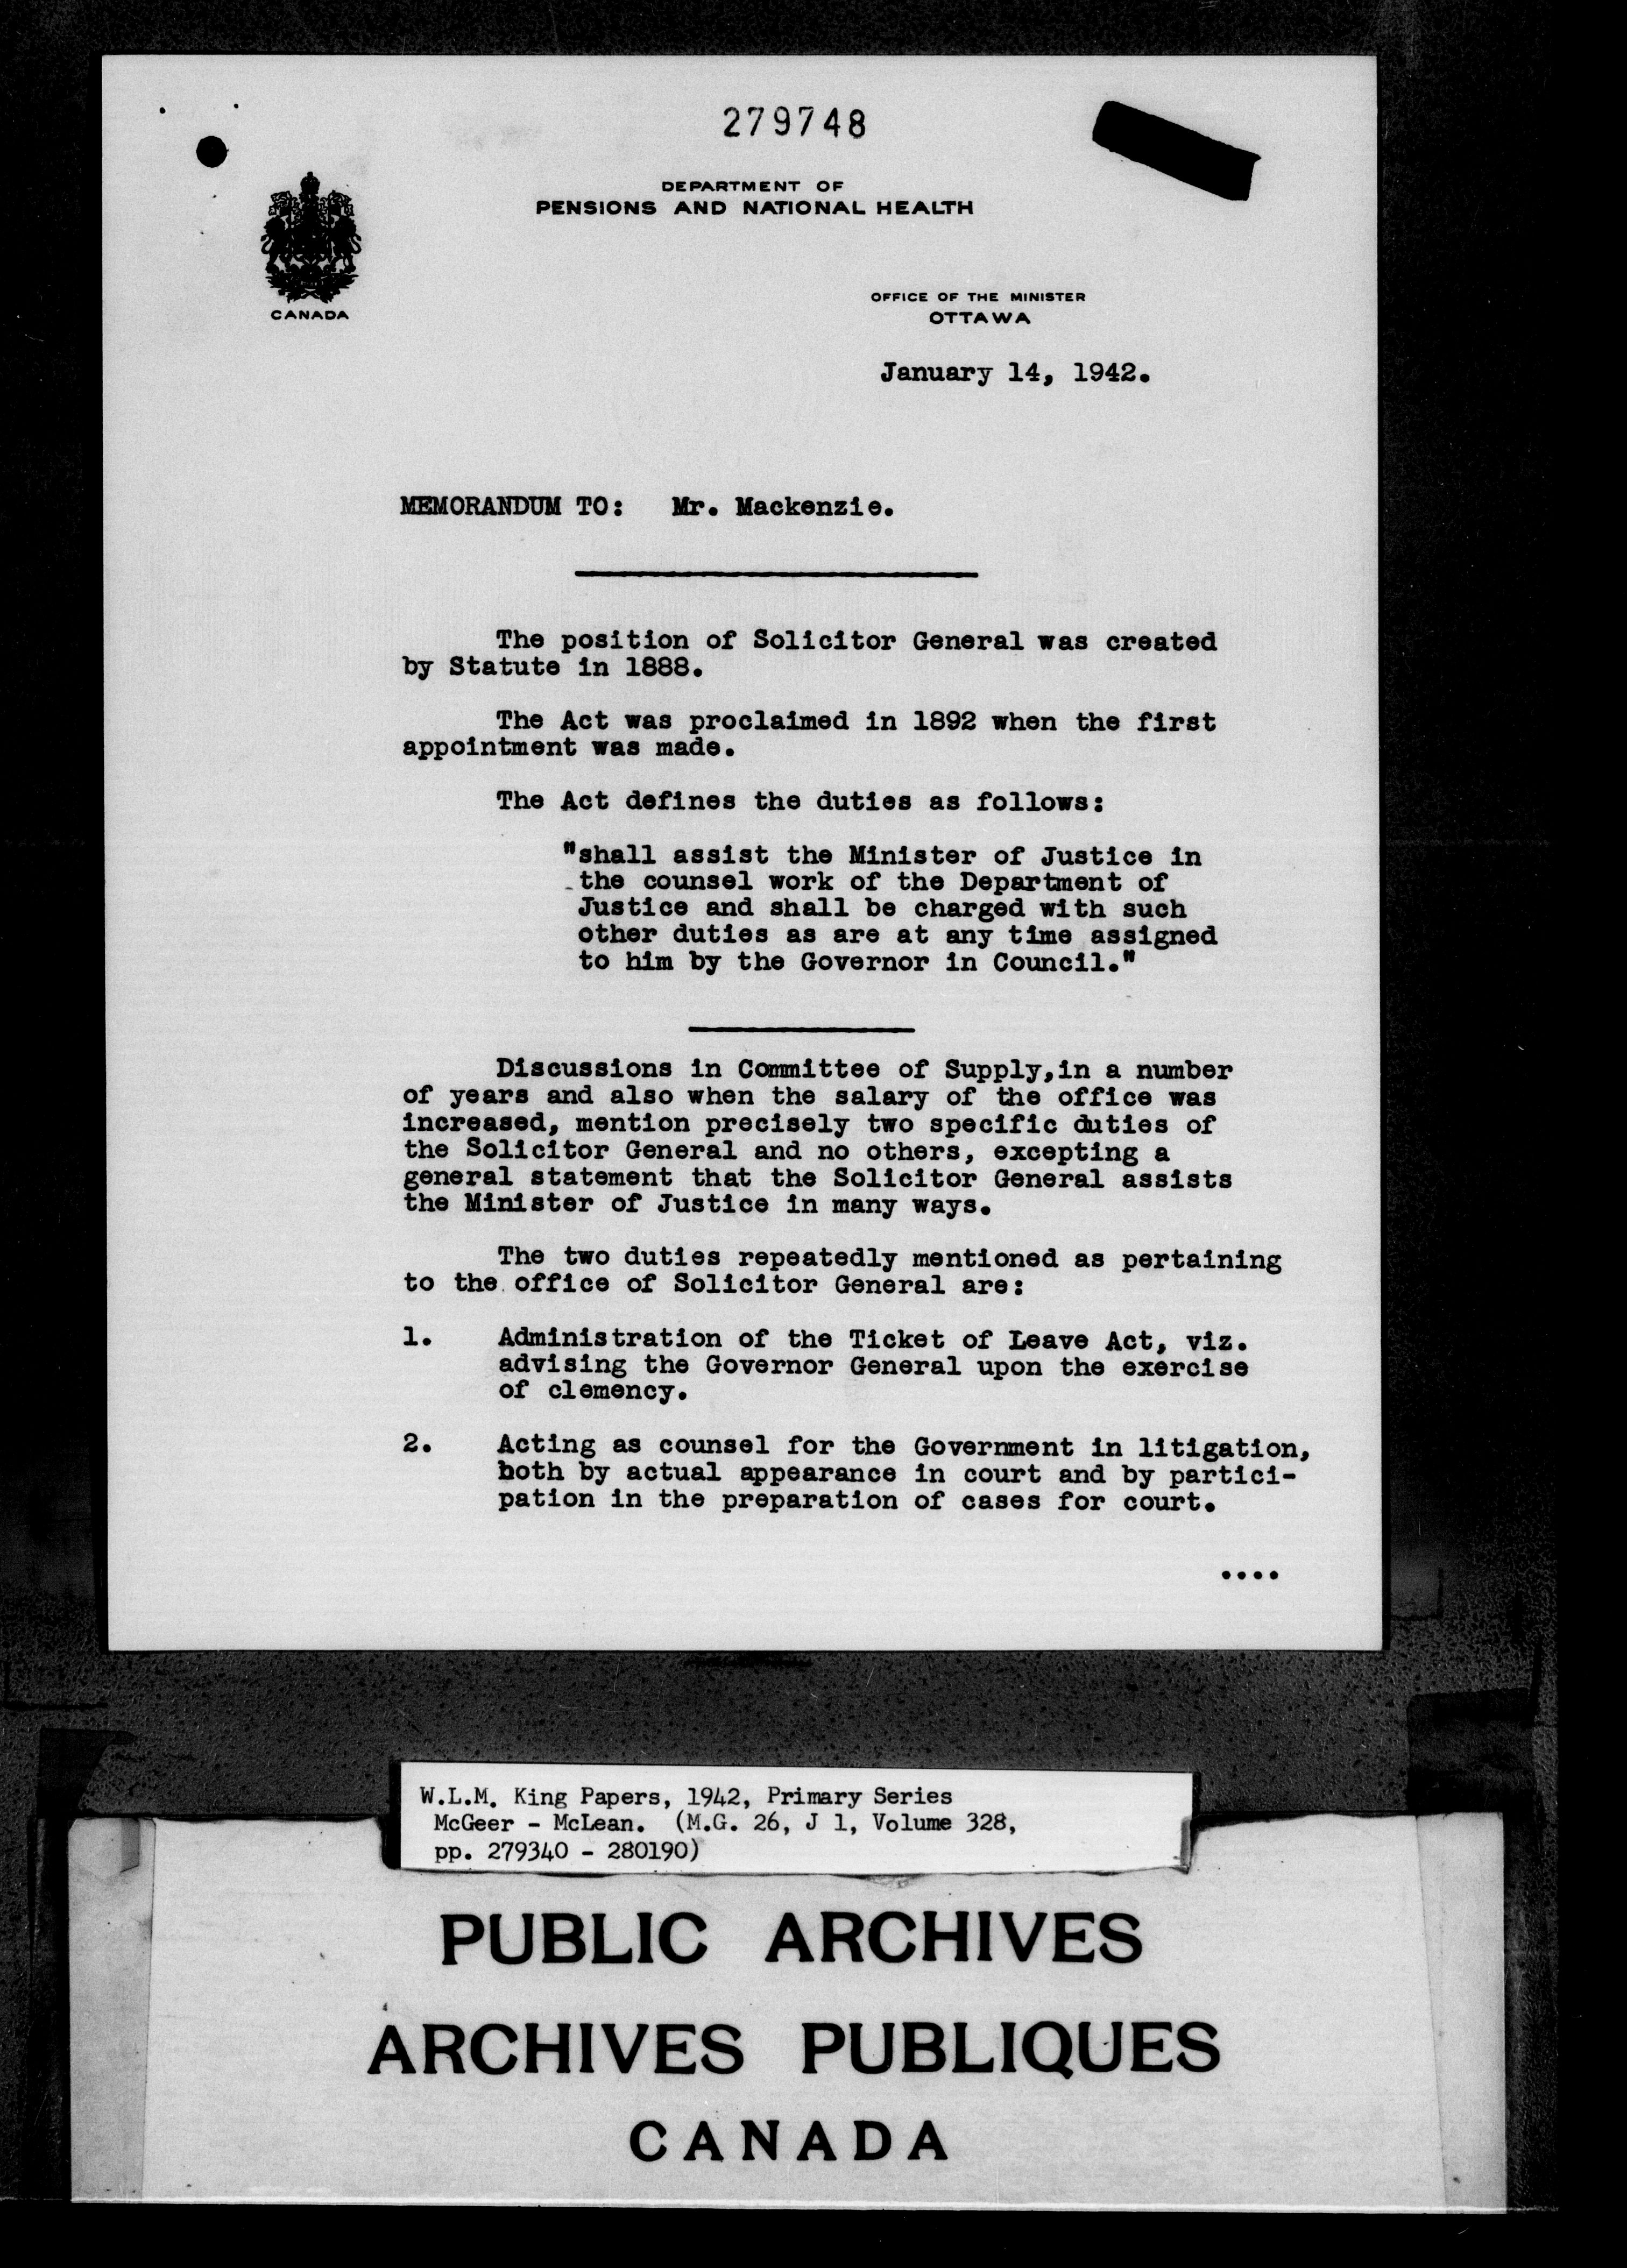 279748
DEPARTMENT OF
PENSIONS AND NATIONAL HEALTH
CANADA
OFFICE OF THE MINISTER
OTTAWA
January 14, 1942.
MEMORANDUM TO: Mr. Mackenzie.
The position of Solicitor General was created
by Statute in 1888.
The Act was proclaimed in 1892 when the first
appointment was made.
The Act defines the duties as follows:
"shall assist the Minister of Justice in
the counsel work of the Department of
Justice and shall be charged with such
other duties as are at any time assigned
to him by the Governor in Council."
Discussions in Committee of Supply,in a number
of years and also when the salary of the office was
increased, mention precisely two specific duties of
the Solicitor General and no others, excepting a
general statement that the Solicitor General assists
the Minister of Justice in many ways.
The two duties repeatedly mentioned as pertaining
to the office of Solicitor General are:
1. Administration of the Ticket of Leave Act, viz.
advising the Governor General upon the exercise
of clemency.
2. Acting as counsel for the Government in litigation,
both by actual appearance in court and by partici-
pation in the preparation of cases for court.
....
W.L.M. King Papers, 1942, Primary Series
McGeer - McLean. (M.G. 26, J 1, Volume 328,
pp. 279340 - 280190)
PUBLIC ARCHIVES
ARCHIVES PUBLIQUES
CANADA